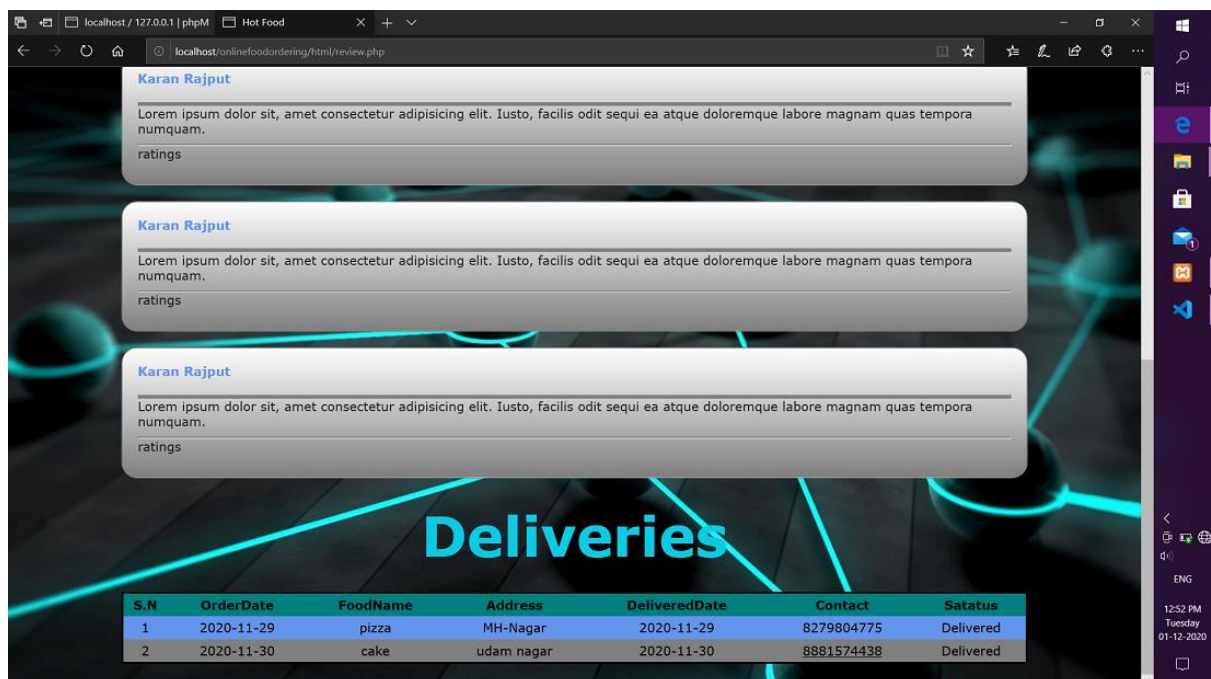 localhost / 127.0.0.1 | phpM
Hot Food
localhost/onlinefoodordering/html/review.php
Karan Rajput
Lorem ipsum dolor sit, amet consectetur adipisicing elit. Iusto, facilis odit sequi ea atque doloremque labore magnam quas tempora
numquam.
ratings
Karan Rajput
Lorem ipsum dolor sit, amet consectetur adipisicing elit. Iusto, facilis odit sequi ea atque doloremque labore magnam quas tempora
numquam.
ratings
Karan Rajput
Lorem ipsum dolor sit, amet consectetur adipisicing elit. Iusto, facilis odit sequi ea atque doloremque labore magnam quas tempora
numquam.
ratings
Deliveries
S.N OrderDate FoodName Address DeliveredDate Contact Satatus
1 2020-11-29 pizza MH-Nagar 2020-11-29 8279804775 Delivered
2 2020-11-30 cake udam nagar 2020-11-30 8881574438 Delivered
1
ENG
12:52 PM
Tuesday
01-12-2020